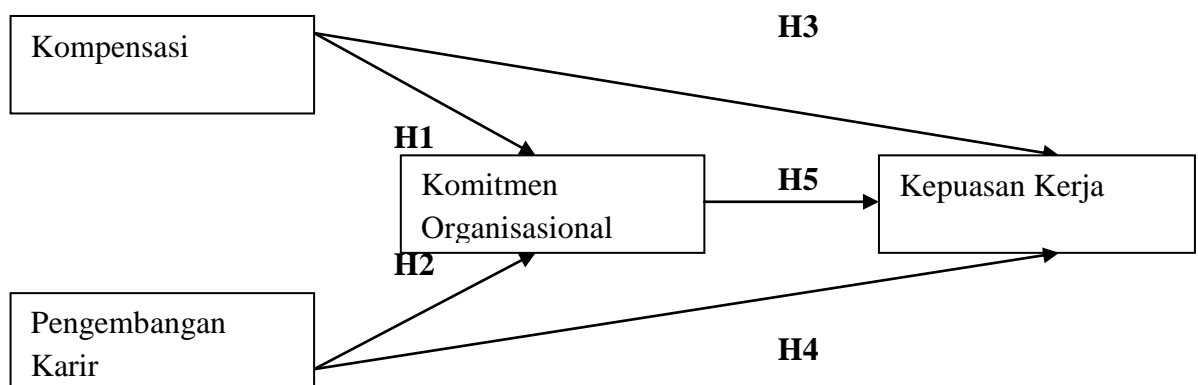 H3
Kompensasi
H1
Komitmen
Organisasional
H5
Kepuasan Kerja
H2
Pengembangan
Karir
H4